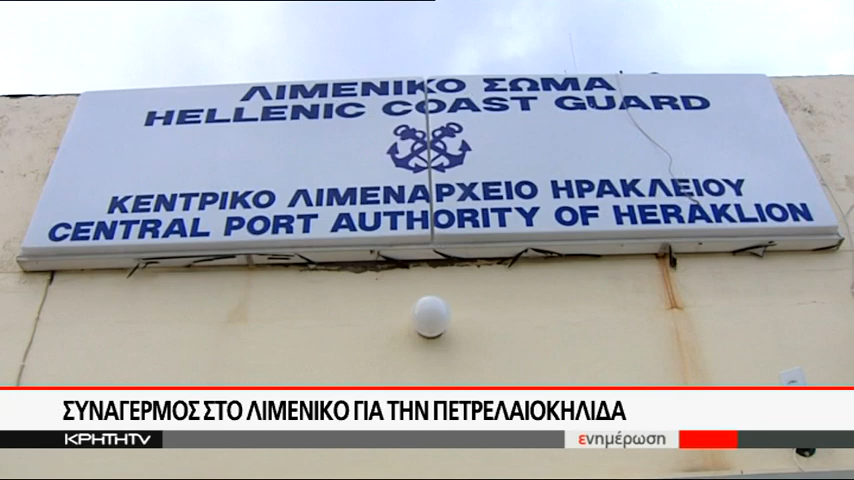 ΛΙΜΕΝΙΚΟ ΣΩΜΑ
HELLENIC COAST GUARD
ΚΕΝΤΡΙΚΟ ΛΙΜΕΝΑΡΧΕΙΟ ΗΡΑΚΛΕΙΟΥ
CENTRAL PORT AUTHORITY OF HERAKLION
ΣΥΝΑΓΕΡΜΟΣ ΣΤΟ ΛΙΜΕΝΙΚΟ ΓΙΑ ΤΗΝ ΠΕΤΡΕΛΑΙΟΚΗΛΙΔΑ
ΚΡΗΤΗTV
ενημέρωση